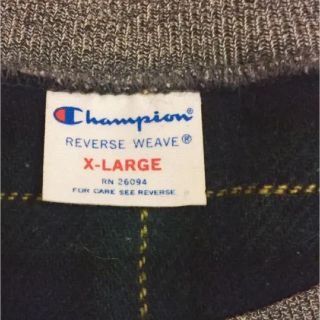 Champion®
REVERSE WEAVE®
X-LARGE
RN 26094
FOR CARE SEE REVERSE